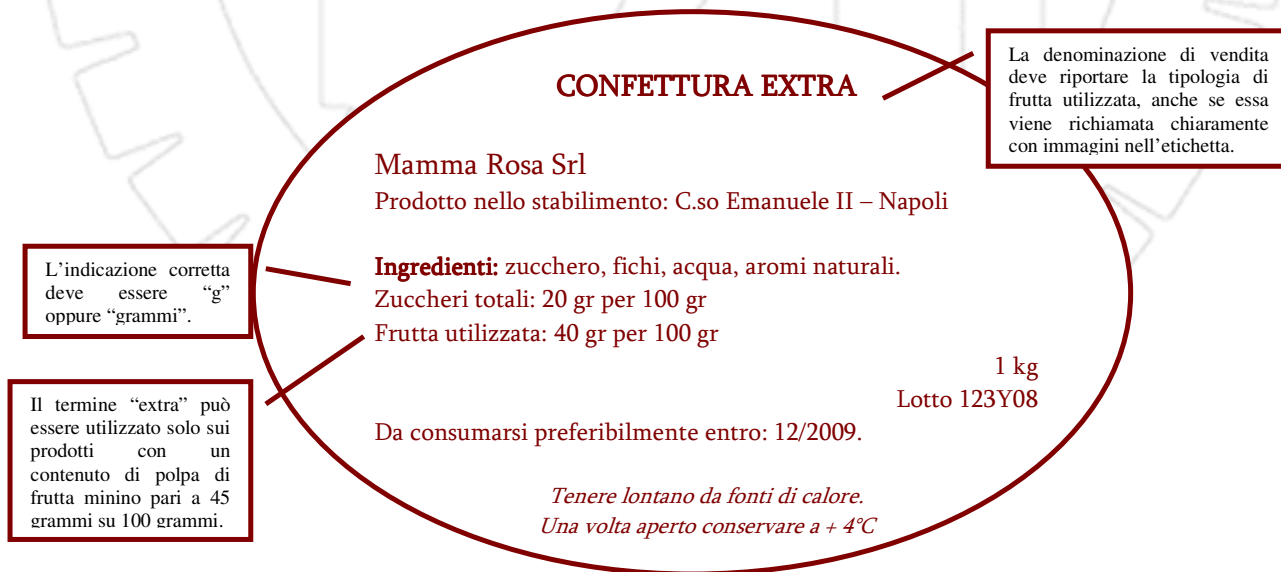 CONFETTURA EXTRA
La denominazione di vendita
deve riportare la tipologia di
frutta utilizzata, anche se essa
viene richiamata chiaramente
con immagini nell'etichetta.
Mamma Rosa Srl
Prodotto nello stabilimento: C.so Emanuele II – Napoli
L'indicazione corretta
deve essere "g"
oppure "grammi".
Ingredienti: zucchero, fichi, acqua, aromi naturali.
Zuccheri totali: 20 gr per 100 gr
Frutta utilizzata: 40 gr per 100 gr
1 kg
Lotto 123Y08
Il termine "extra" può
essere utilizzato solo sui
prodotti con un
contenuto di polpa di
frutta minino pari a 45
grammi su 100 grammi.
Da consumarsi preferibilmente entro: 12/2009.
Tenere lontano da fonti di calore.
Una volta aperto conservare a + 4°C